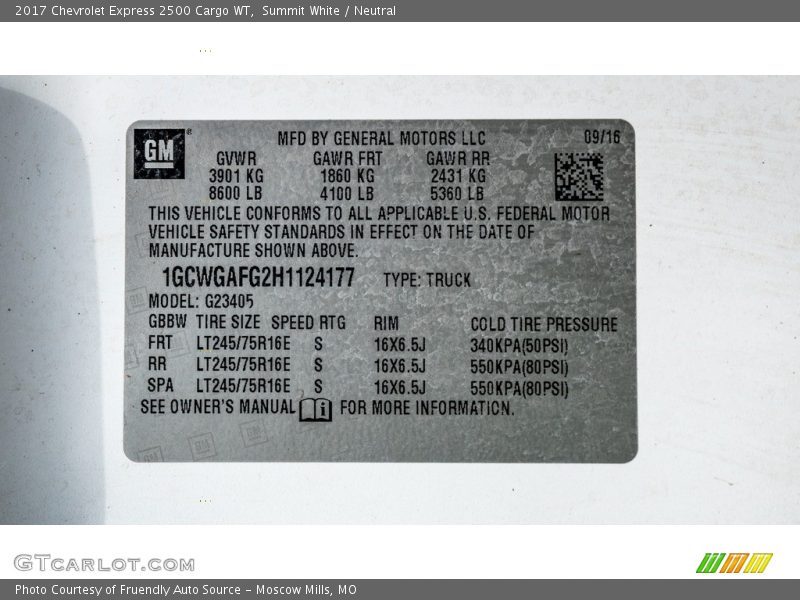 2017 Chevrolet Express 2500 Cargo WT,  Summit White / Neutral
GM® MFD BY GENERAL MOTORS LLC 09/16
GVWR GAWR FRT GAWR RR
3901 KG 1860 KG 2431 KG
8600 LB 4100 LB 5360 LB
THIS VEHICLE CONFORMS TO ALL APPLICABLE U.S. FEDERAL MOTOR
VEHICLE SAFETY STANDARDS IN EFFECT ON THE DATE OF
MANUFACTURE SHOWN ABOVE.
1GCWGAFG2H1124177 TYPE: TRUCK
MODEL: G23405
GBBW TIRE SIZE SPEED RTG RIM COLD TIRE PRESSURE
FRT LT245/75R16E S 16X6.5J 340KPA(50PSI)
RR LT245/75R16E S 16X6.5J 550KPA(80PSI)
SPA LT245/75R16E S 16X6.5J 550KPA(80PSI)
SEE OWNER'S MANUAL i FOR MORE INFORMATION.
GTCARLOT.COM
Photo Courtesy of Fruendly Auto Source - Moscow Mills, MO